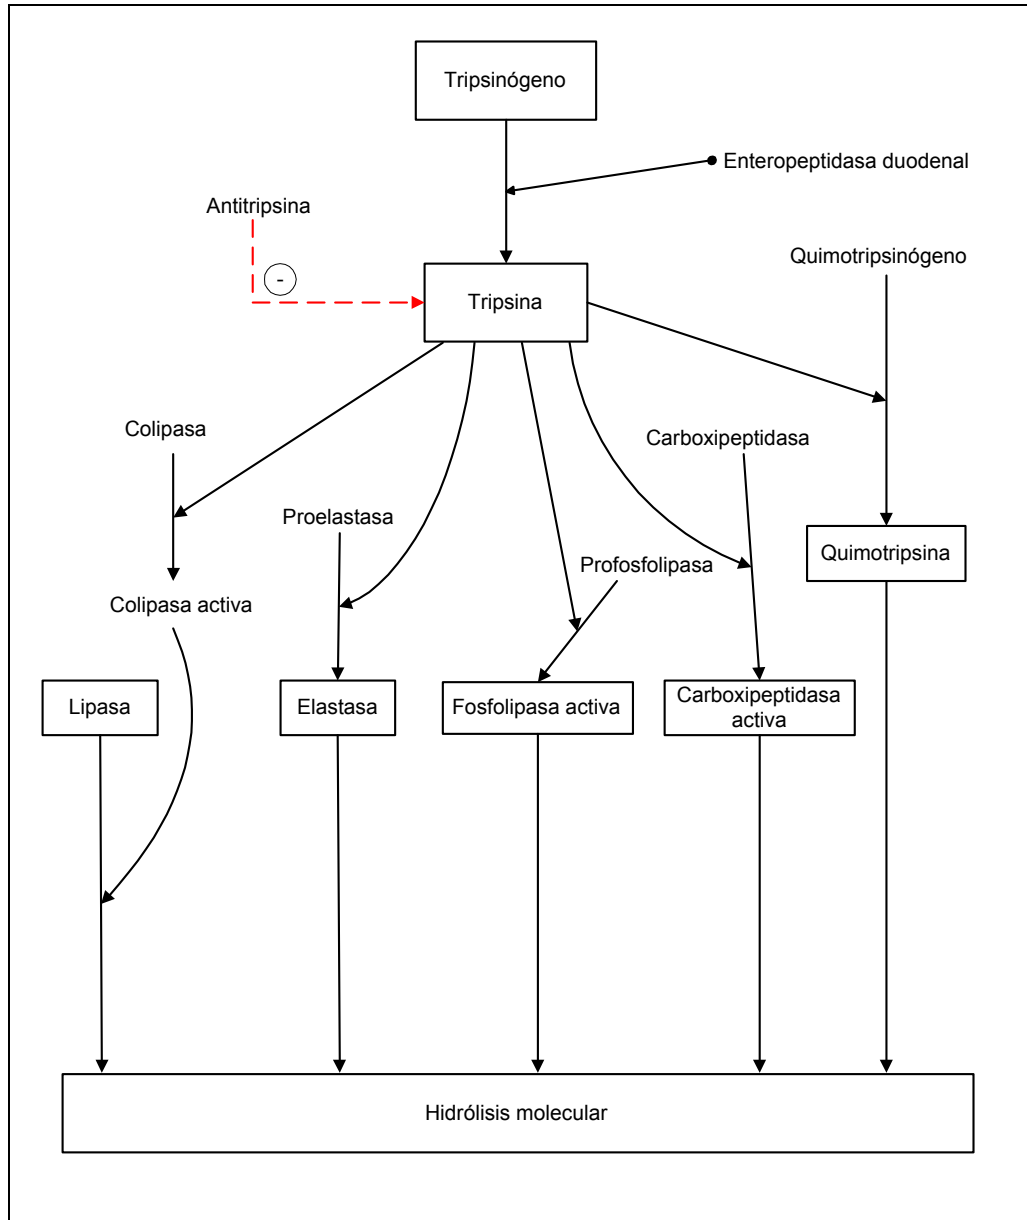 Tripsinógeno
Enteropeptidasa duodenal
Antitripsina
Quimotripsinógeno
-
Tripsina
Colipasa
Carboxipeptidasa
Proelastasa
Quimotripsina
Profosfolipasa
Colipasa activa
Lipasa
Elastasa
Fosfolipasa activa
Carboxipeptidasa
activa
Hidrólisis molecular